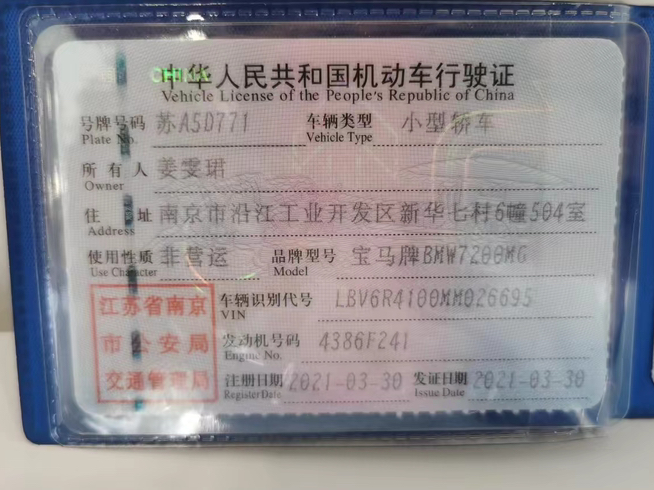 中华人民共和国机动车行驶证
Vehicle License of the People's Republic of China
号牌号码 苏A5D771 车辆类型 小型轿车
Plate No. Vehicle Type
所有人 姜雯珺
Owner
住址 南京市沿江工业开发区新华七村6幢504室
Address
使用性质 非营运 品牌型号 宝马牌BMW7200MG
Use Character Model
江苏省南京市公安局交通管理局
车辆识别代号 LBV6R4100MM026695
VIN
发动机号码 4386F241
Engine No.
注册日期 2021-03-30 发证日期 2021-03-30
Register Date Issue Date